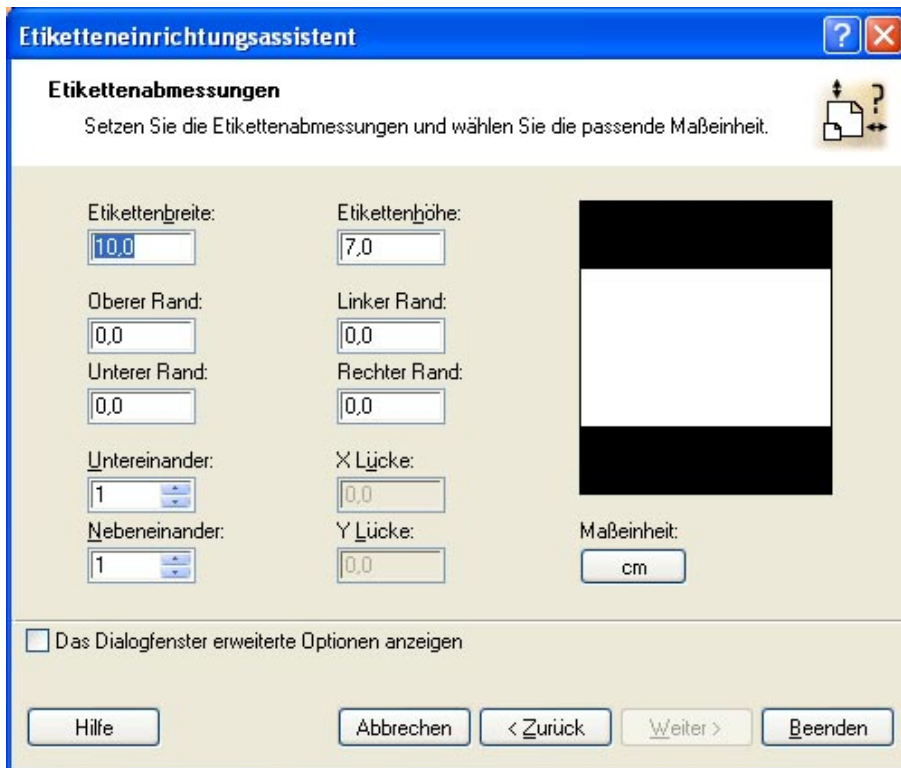 Etiketteneinrichtungsassistent
Etikettenabmessungen
Setzen Sie die Etikettenabmessungen und wählen Sie die passende Maßeinheit.
Etikettenbreite: Etikettenhöhe:
10,0 7,0
Oberer Rand: Linker Rand:
0,0 0,0
Unterer Rand: Rechter Rand:
0,0 0,0
Untereinander: X Lücke:
1 0,0
Nebeneinander: Y Lücke: Maßeinheit:
1 0,0 cm
Das Dialogfenster erweiterte Optionen anzeigen
Hilfe Abbrechen < Zurück Weiter > Beenden